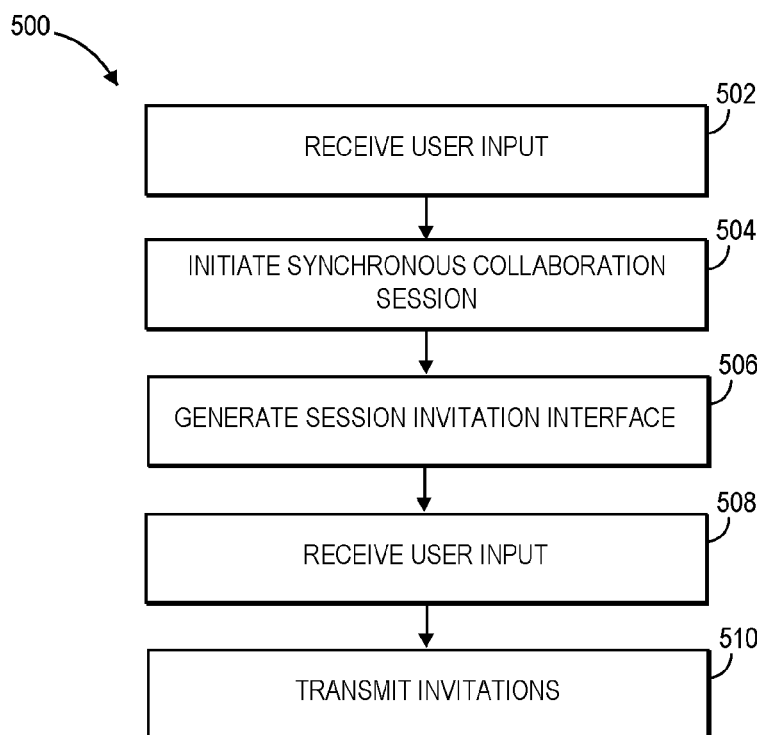 500
502
RECEIVE USER INPUT
504
INITIATE SYNCHRONOUS COLLABORATION
SESSION
506
GENERATE SESSION INVITATION INTERFACE
508
RECEIVE USER INPUT
510
TRANSMIT INVITATIONS